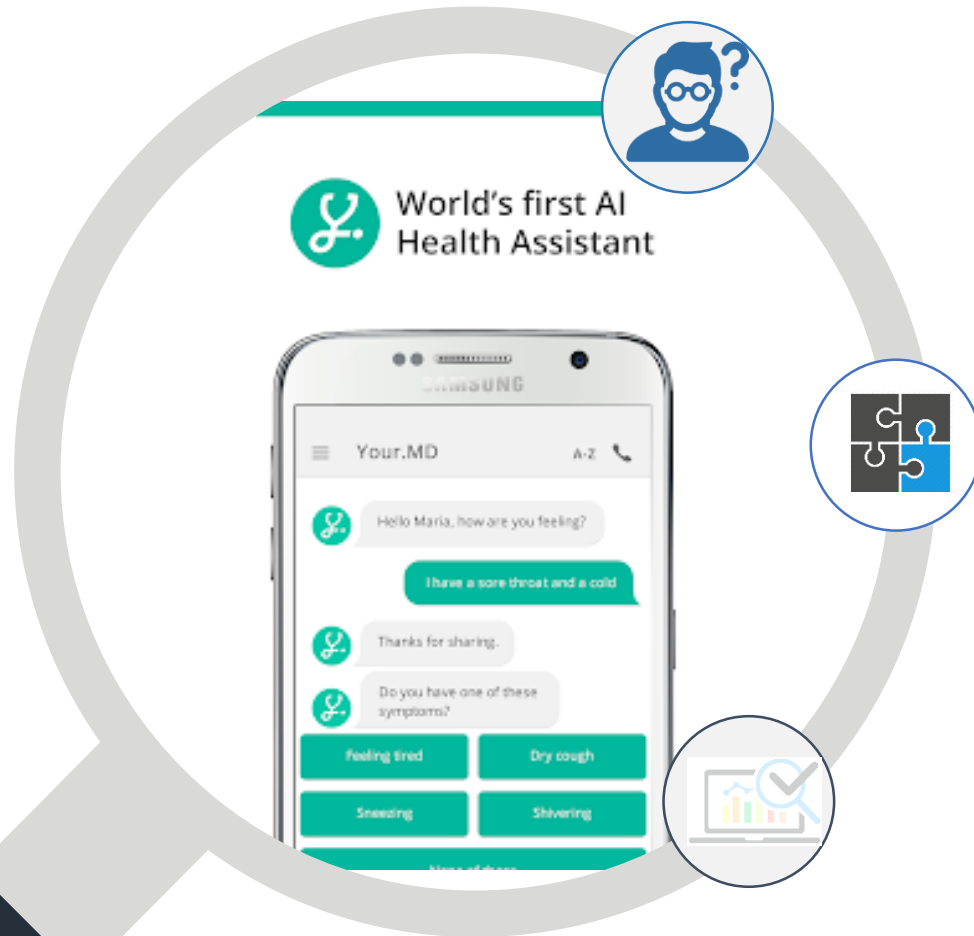 ?
World's first AI
Health Assistant
SAMSUNG
Your.MD
A-Z
Hello Maria, how are you feeling?
I have a sore throat and a cold
Thanks for sharing.
Do you have one of these
symptoms?
Feeling tired
Dry cough
Sneezing
Shivering